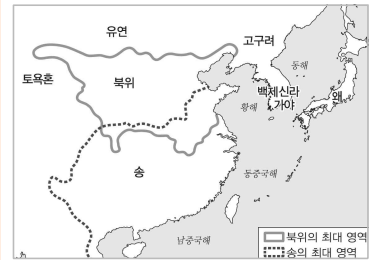 유연
고구려
토욕혼
북위
동해
백제 신라
가야
왜
황해
송
동중국해
남중국해
북위의 최대 영역
송의 최대 영역